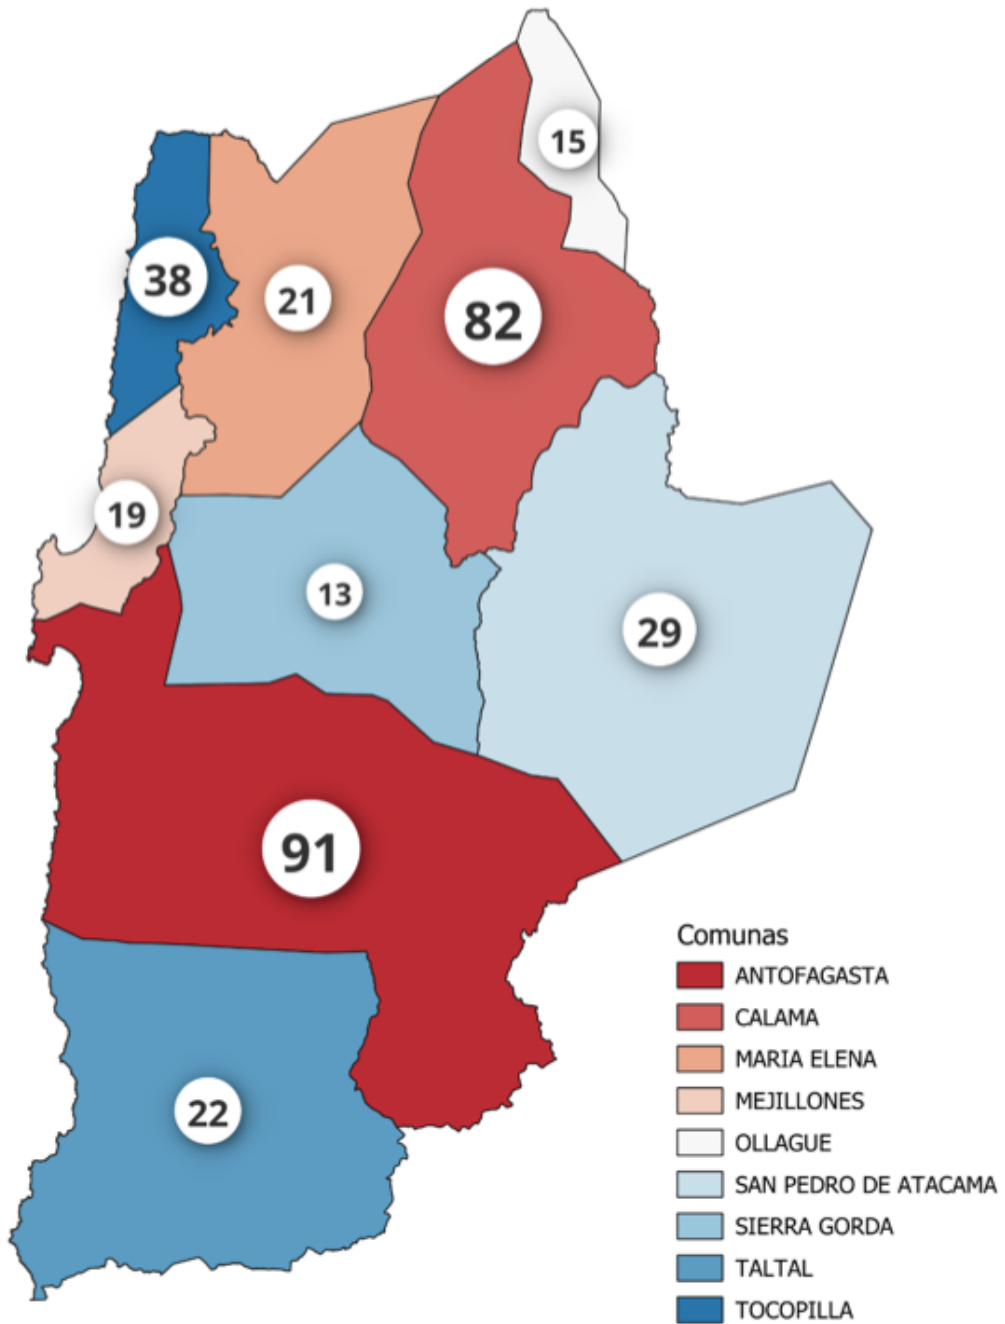 15
38
21
82
19
13
29
91
22
Comunas
ANTOFAGASTA
CALAMA
MARIA ELENA
MEJILLONES
OLLAGUE
SAN PEDRO DE ATACAMA
SIERRA GORDA
TALTAL
TOCOPILLA